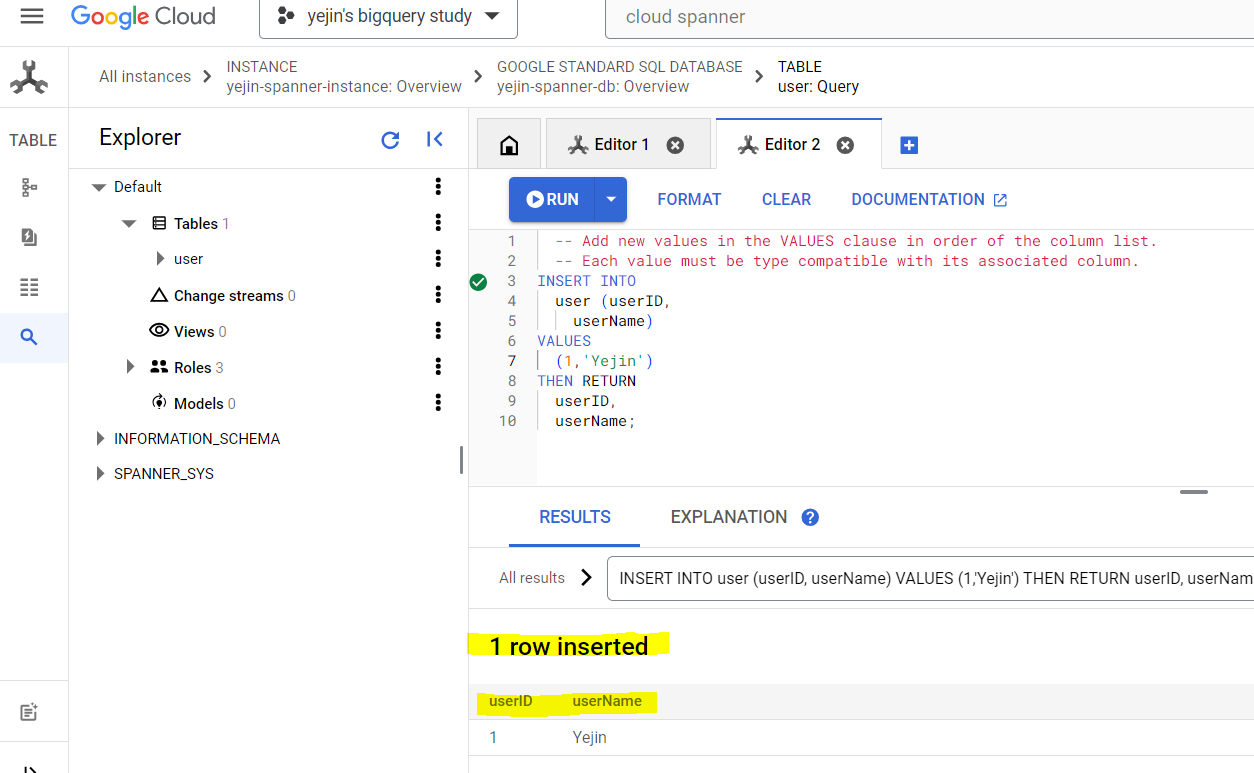 Google Cloud
yejin's bigquery study
cloud spanner
All instances
INSTANCE
yejin-spanner-instance: Overview
GOOGLE STANDARD SQL DATABASE
yejin-spanner-db: Overview
TABLE
user: Query
TABLE
Explorer
Default
Tables 1
user
Change streams 0
Views 0
Roles 3
Models 0
INFORMATION_SCHEMA
SPANNER_SYS
Editor 1
Editor 2
RUN
FORMAT
CLEAR
DOCUMENTATION
1 -- Add new values in the VALUES clause in order of the column list.
2 -- Each value must be type compatible with its associated column.
3 INSERT INTO
4 user (userID,
5 userName)
6 VALUES
7 (1,'Yejin')
8 THEN RETURN
9 userID,
10 userName;
RESULTS
EXPLANATION ?
All results
INSERT INTO user (userID, userName) VALUES (1,'Yejin') THEN RETURN userID, userNam
1 row inserted
userID userName
1 Yejin